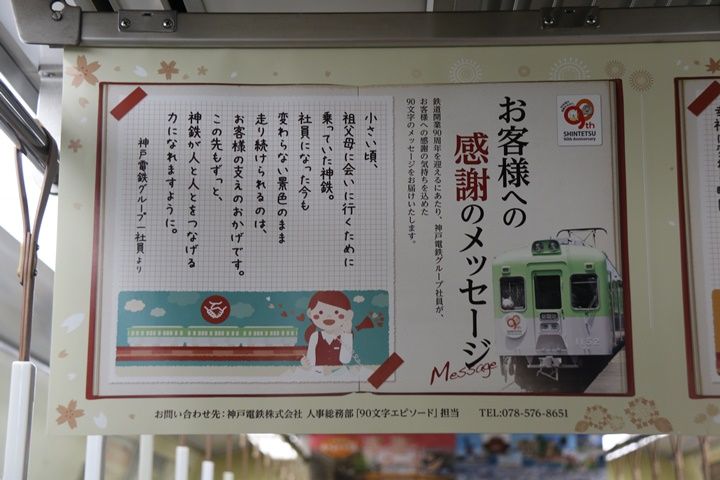 お客様への
感謝のメッセージ
Message
90th
SHINTETSU
90th Anniversary
鉄道開業90周年を迎えるにあたり、神戸電鉄グループ社員が、
お客様への感謝の気持ちを込めた
90文字のメッセージをお届けいたします。
小さい頃、
祖父母に会いに行くために
乗っていた神鉄。
社員になった今も
変わらない景色のまま
走り続けられるのは、
お客様の支えのおかげです。
この先もずっと、
神鉄が人と人とをつなげる
力になれますように。
神戸電鉄グループ一社員より
1152
お問い合わせ先：神戸電鉄株式会社 人事総務部「90文字エピソード」担当 TEL:078-576-8651